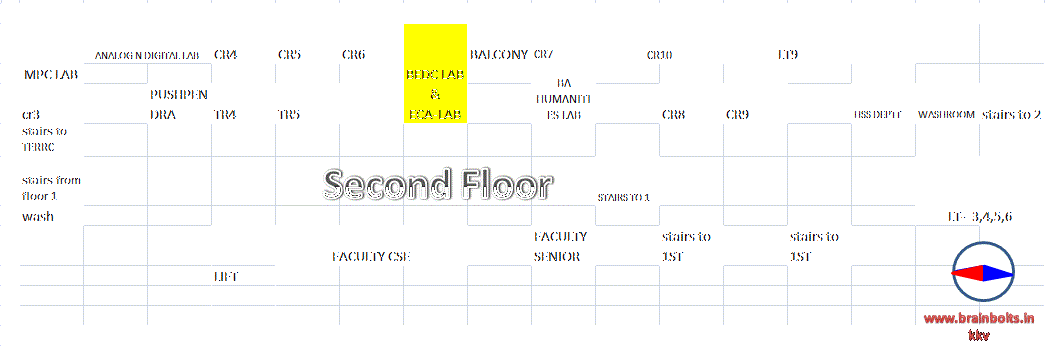 ANALOG N DIGITAL LAB CR4 CR5 CR6 BALCONY CR7 CR10 LT9
MPC LAB BEDC LAB
& BA
PUSHPEN HUMANITI
cr3 DRA TR4 TR5 ECA LAB ES LAB CR8 CR9 HSS DEPTT WASHROOM stairs to 2
stairs to
TERRC
Second Floor
stairs from
floor 1 STAIRS TO 1
wash LT- 3,4,5,6
FACULTY stairs to stairs to
FACULTY CSE SENIOR 1ST 1ST
LIFT
www.brainbolts.in
kkv